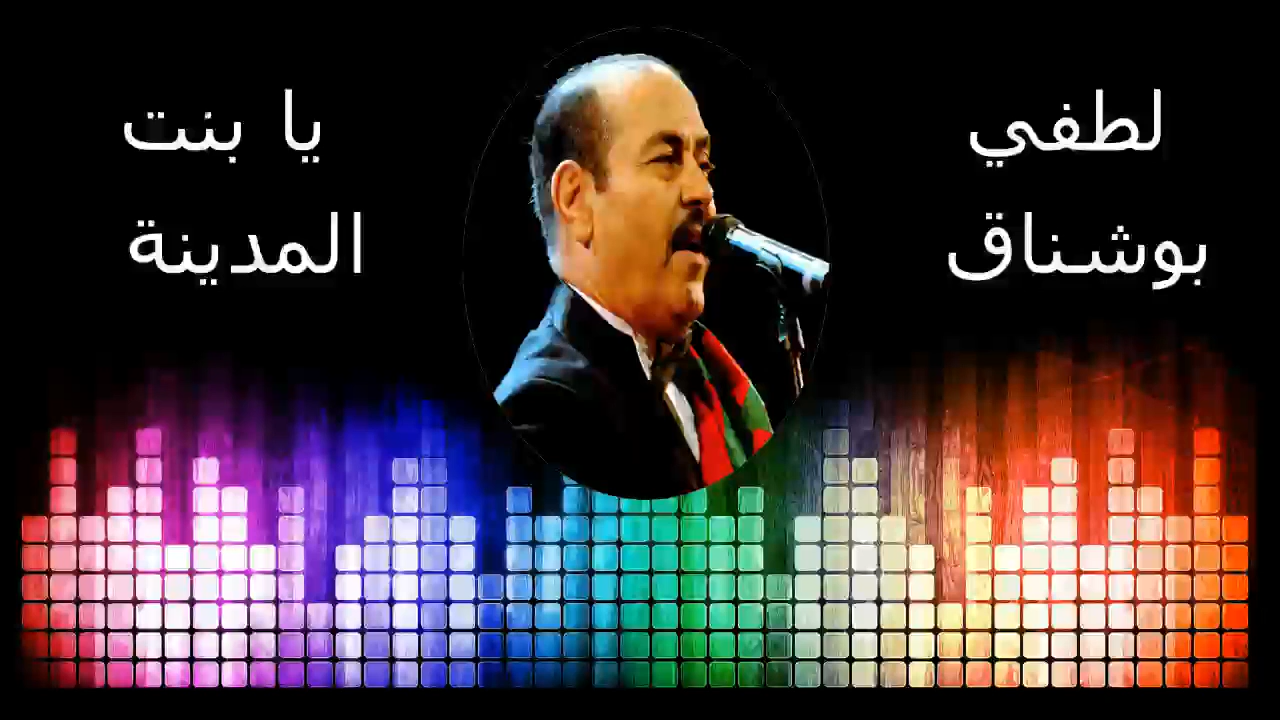 لطفي
بوشناق
يا بنت
المدينة